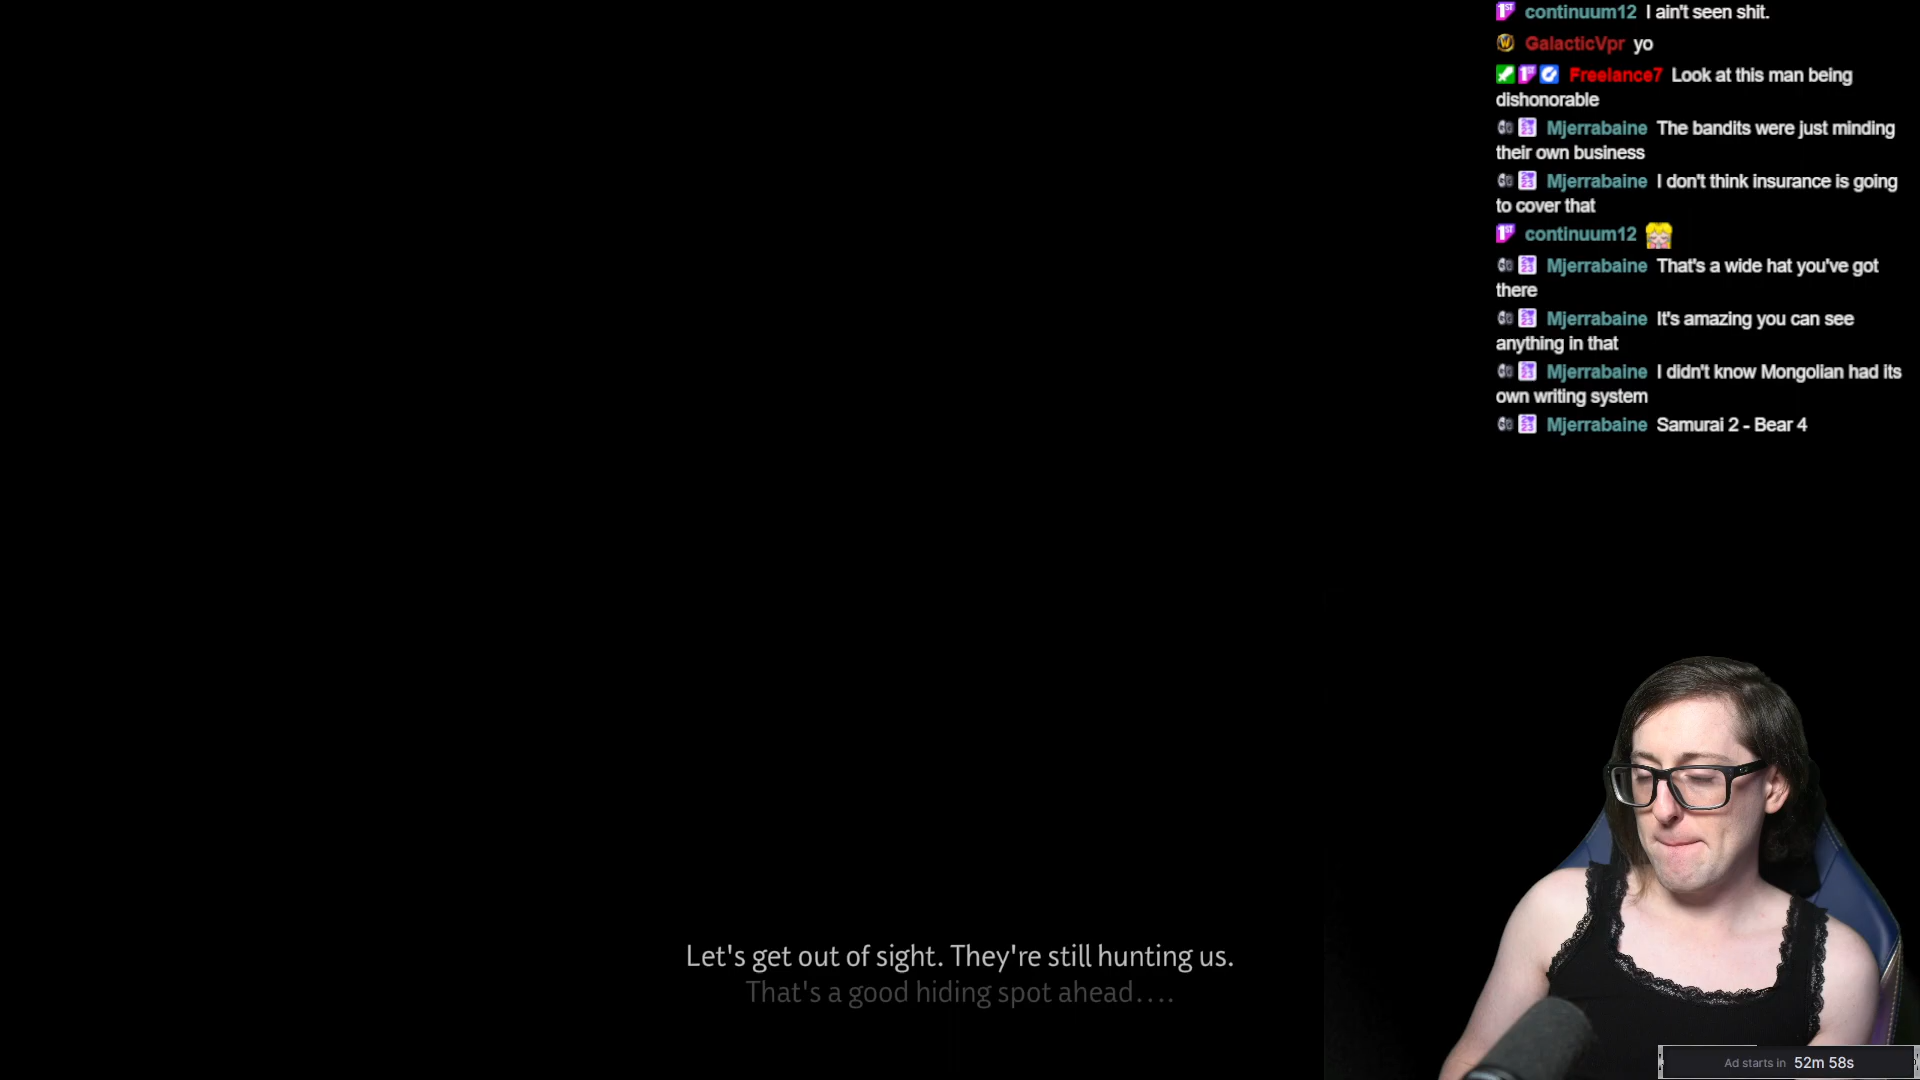 continuum12 I ain't seen shit.
GalacticVpr yo
Freelance7 Look at this man being
dishonorable
Mjerrabaine The bandits were just minding
their own business
Mjerrabaine I don't think insurance is going
to cover that
continuum12
Mjerrabaine That's a wide hat you've got
there
Mjerrabaine It's amazing you can see
anything in that
Mjerrabaine I didn't know Mongolian had its
own writing system
Mjerrabaine Samurai 2 - Bear 4
Let's get out of sight. They're still hunting us.
That's a good hiding spot ahead....
Ad starts in 52m 58s